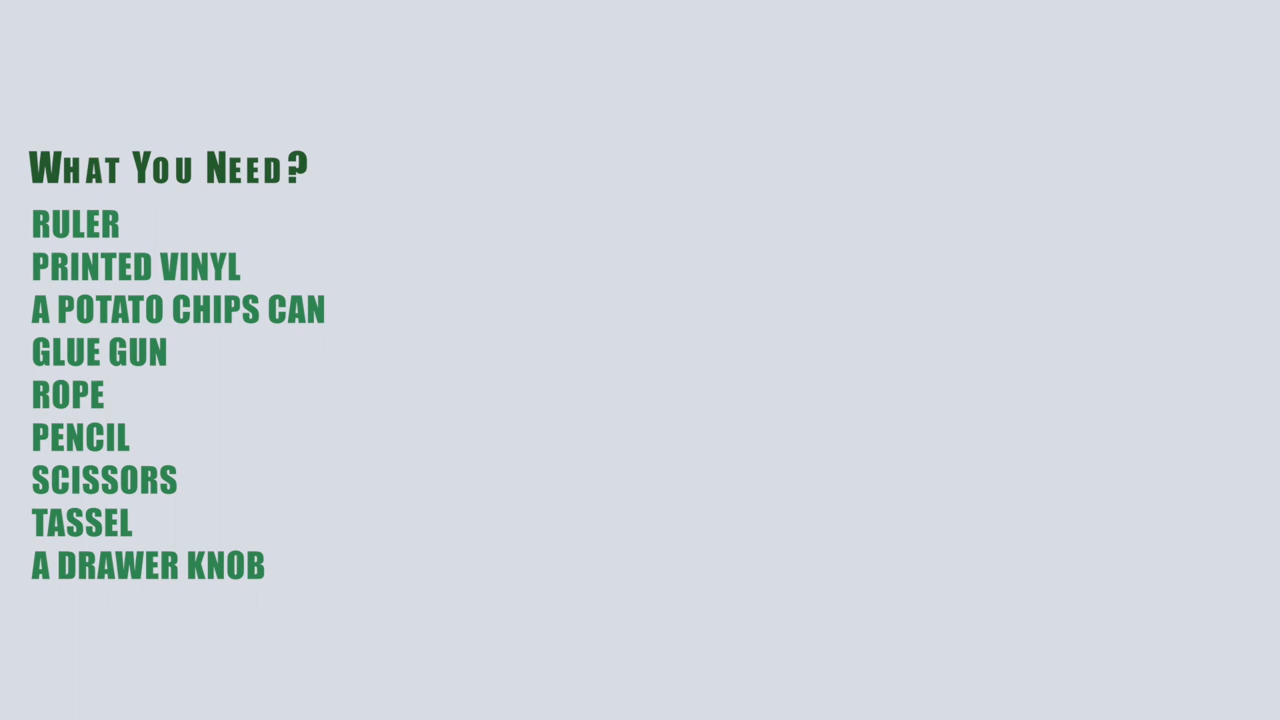 What You Need?
RULER
PRINTED VINYL
A POTATO CHIPS CAN
GLUE GUN
ROPE
PENCIL
SCISSORS
TASSEL
A DRAWER KNOB